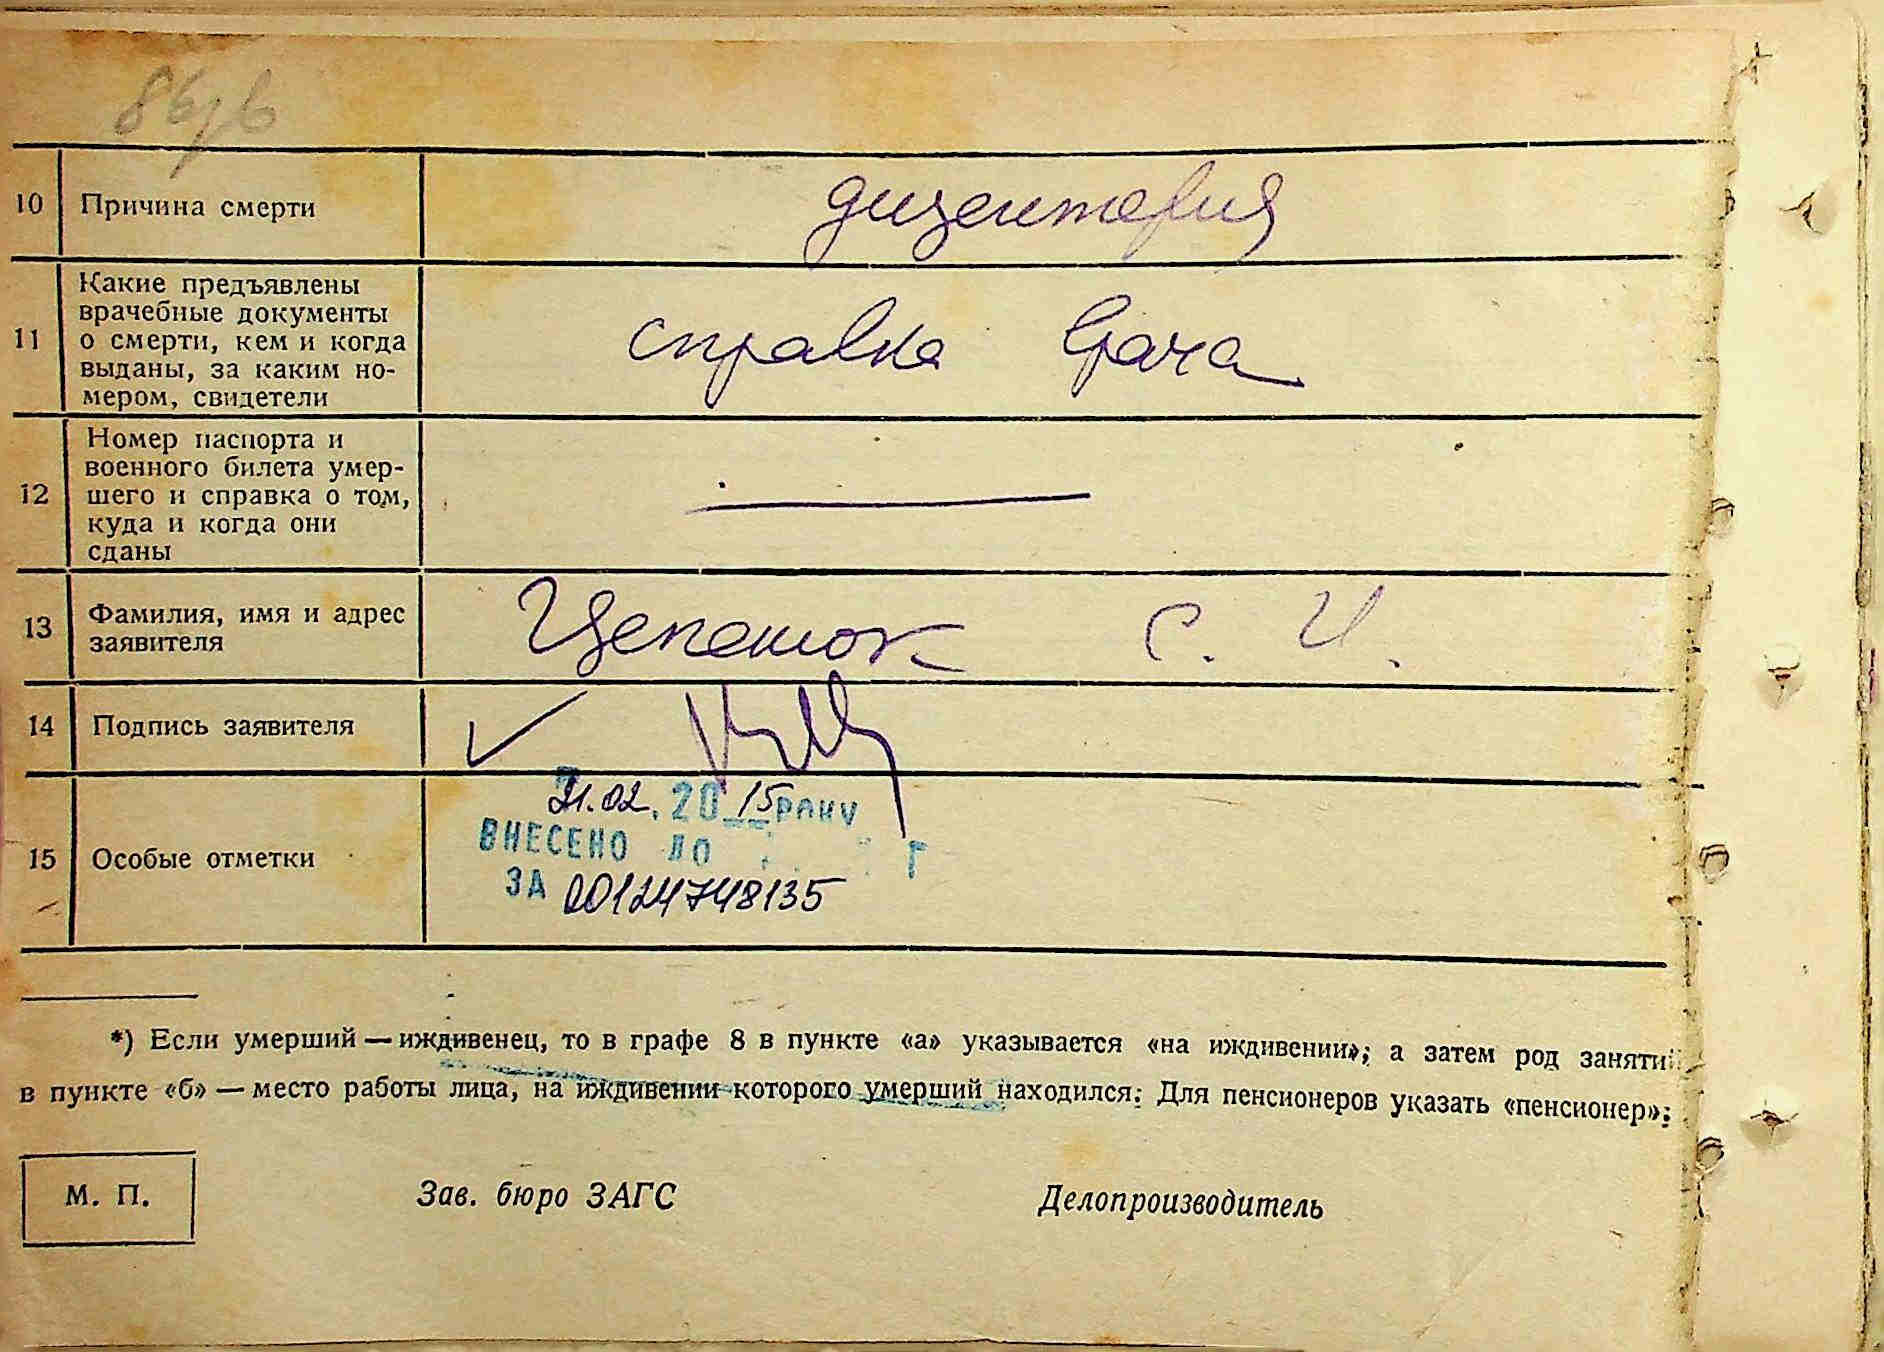 10 Причина смерти дизентерия
11 Какие предъявлены
врачебные документы
о смерти, кем и когда
выданы, за каким но-
мером, свидетели
справка врача
12 Номер паспорта и
военного билета умер-
шего и справка о том,
куда и когда они
сданы
13 Фамилия, имя и адрес
заявителя
С. И.
14 Подпись заявителя
15 Особые отметки
21.02.2015 РОКУ
ВНЕСЕНО ДО
ЗА 00124748135
*) Если умерший — иждивенец, то в графе 8 в пункте «а» указывается «на иждивении»; а затем род занятий
в пункте «б» — место работы лица, на иждивении которого умерший находился; Для пенсионеров указать «пенсионер»;
М. П.
Зав. бюро ЗАГС
Делопроизводитель